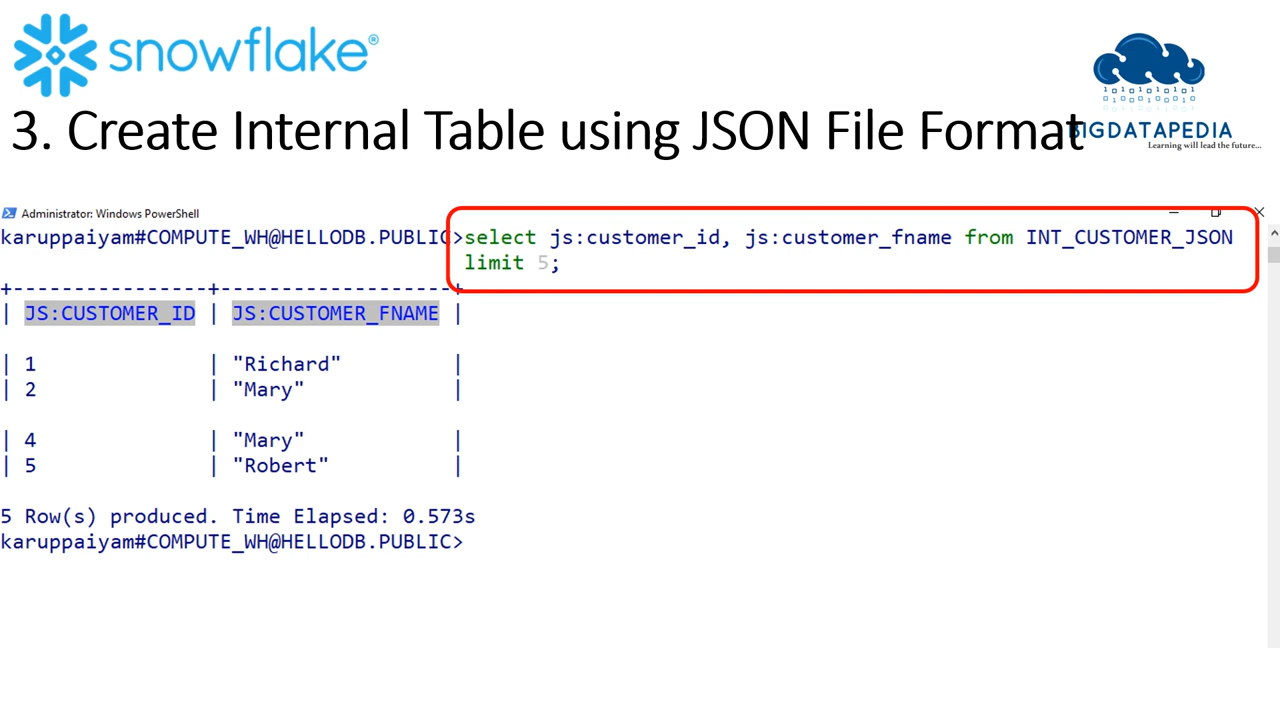 snowflake®
3. Create Internal Table using JSON File Format
BIGDATAPEDIA
Learning will lead the future...
Administrator: Windows PowerShell
karuppaiyam#COMPUTE_WH@HELLODB.PUBLIC>select js:customer_id, js:customer_fname from INT_CUSTOMER_JSON
limit 5;
+----------------+------------------+
| JS:CUSTOMER_ID | JS:CUSTOMER_FNAME |
| 1 | "Richard" |
| 2 | "Mary" |
| 4 | "Mary" |
| 5 | "Robert" |
5 Row(s) produced. Time Elapsed: 0.573s
karuppaiyam#COMPUTE_WH@HELLODB.PUBLIC>